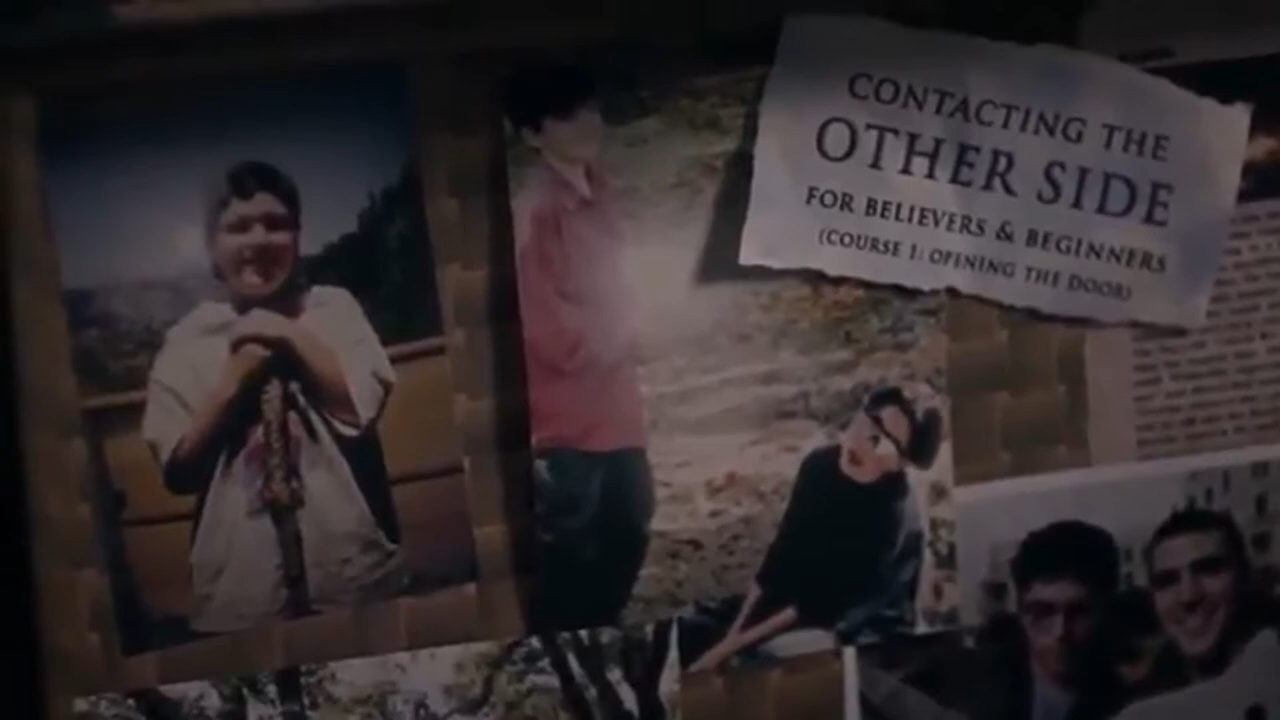 CONTACTING THE
OTHER SIDE
FOR BELIEVERS & BEGINNERS
(COURSE 1: OPENING THE DOOR)